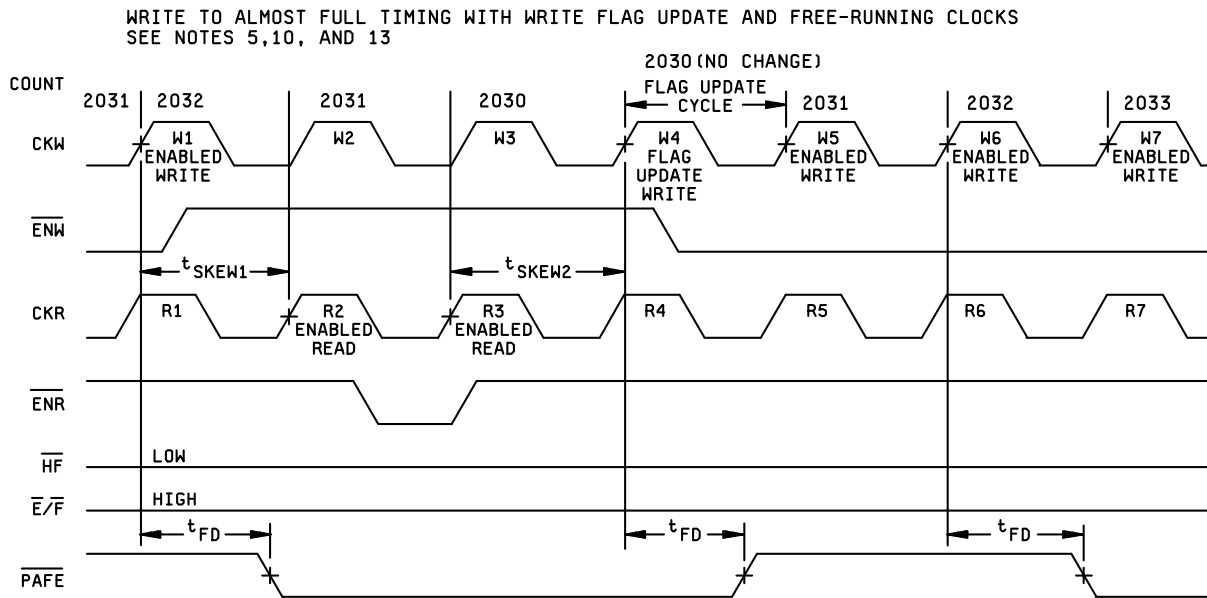 WRITE TO ALMOST FULL TIMING WITH WRITE FLAG UPDATE AND FREE-RUNNING CLOCKS
SEE NOTES 5,10, AND 13
2030(NO CHANGE)
COUNT
FLAG UPDATE
CYCLE
2031 2032 2031 2030 2031 2032 2033
CKW
W1 W2 W3 W4 W5 W6 W7
ENABLED FLAG ENABLED ENABLED ENABLED
WRITE UPDATE WRITE WRITE WRITE
WRITE
ENW
tSKEW1 tSKEW2
CKR
R1 R2 R3 R4 R5 R6 R7
ENABLED ENABLED
READ READ
ENR
HF LOW
E/F HIGH
tFD tFD tFD
PAFE